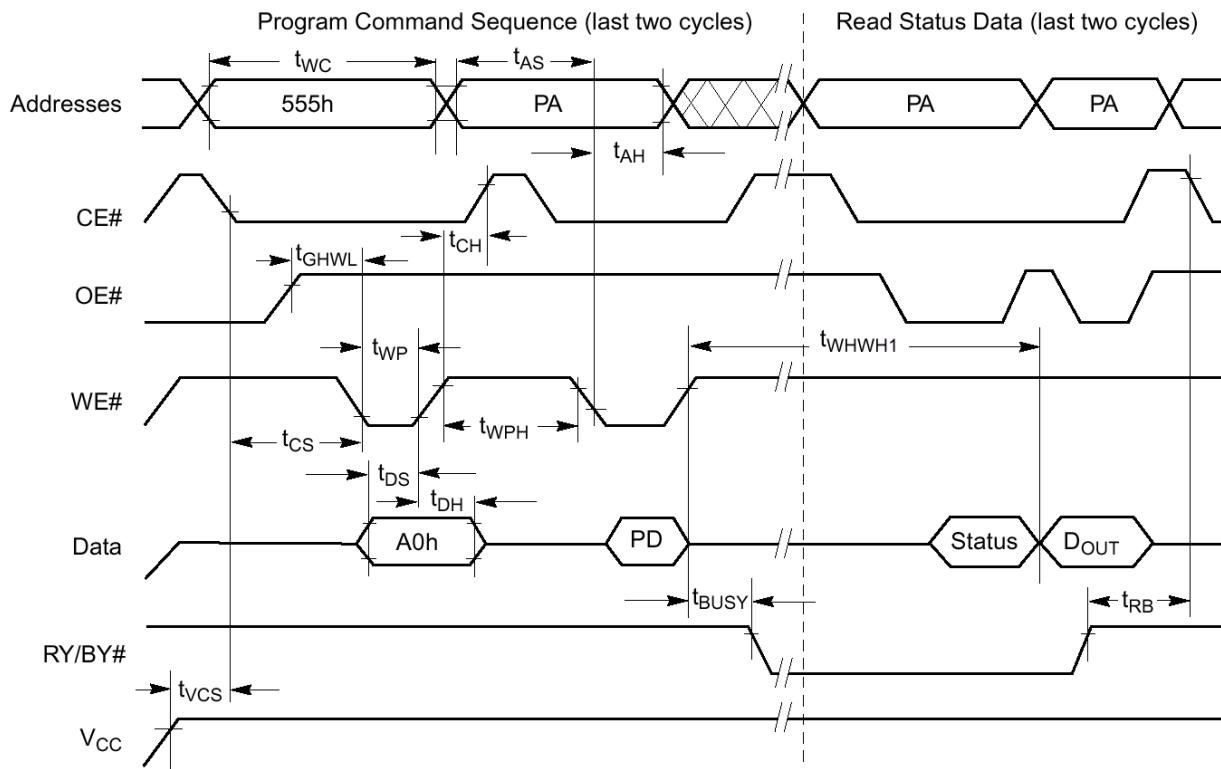 Program Command Sequence (last two cycles) Read Status Data (last two cycles)
tWC tAS
Addresses 555h PA PA PA
tAH
CE#
tCH
tGHWL
OE#
tWP tWHWH1
WE#
tCS tWPH
tDS
tDH
Data A0h PD Status DOUT
tBUSY tRB
RY/BY#
tVCS
VCC